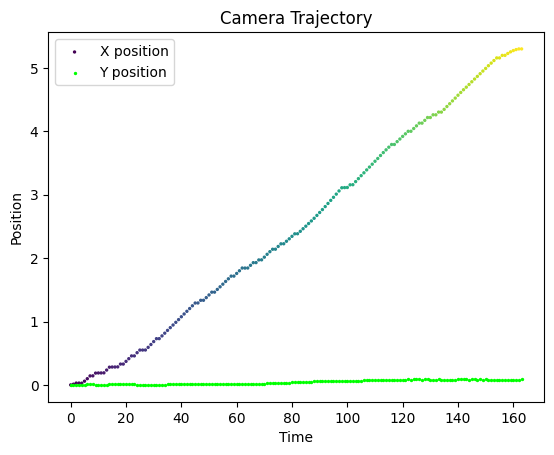 Camera Trajectory
X position
Y position
5
4
3
2
1
0
Position
0 20 40 60 80 100 120 140 160
Time